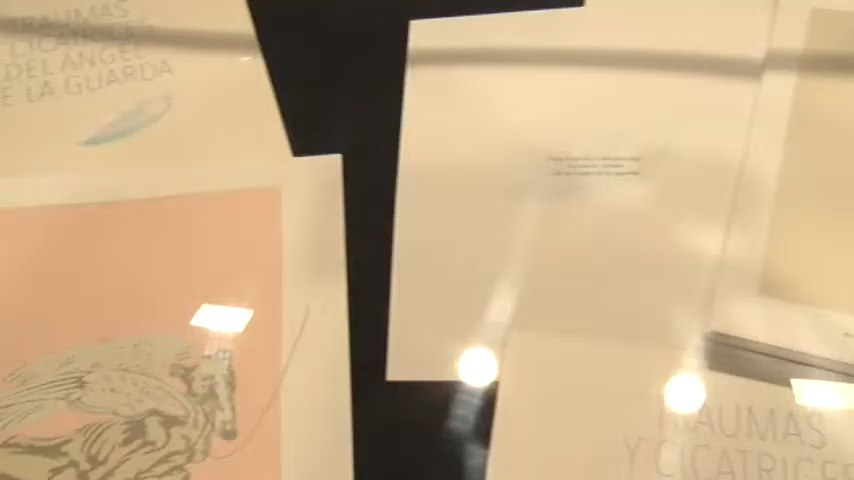 TRAUMAS
Y CICATRICES
DEL ÁNGEL
DE LA GUARDA
TRAUMAS
Y CICATRICES